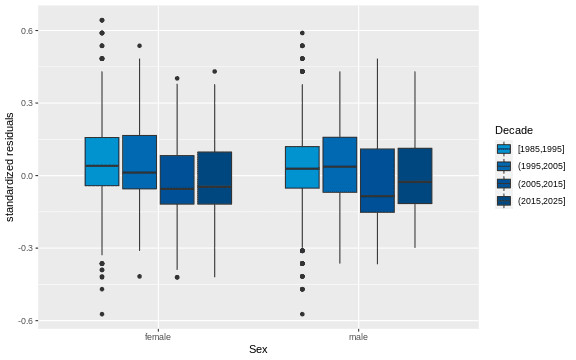 0.6
0.3
0.0
-0.3
-0.6
standardized residuals
female
male
Sex
Decade
[1985,1995]
(1995,2005]
(2005,2015]
(2015,2025]